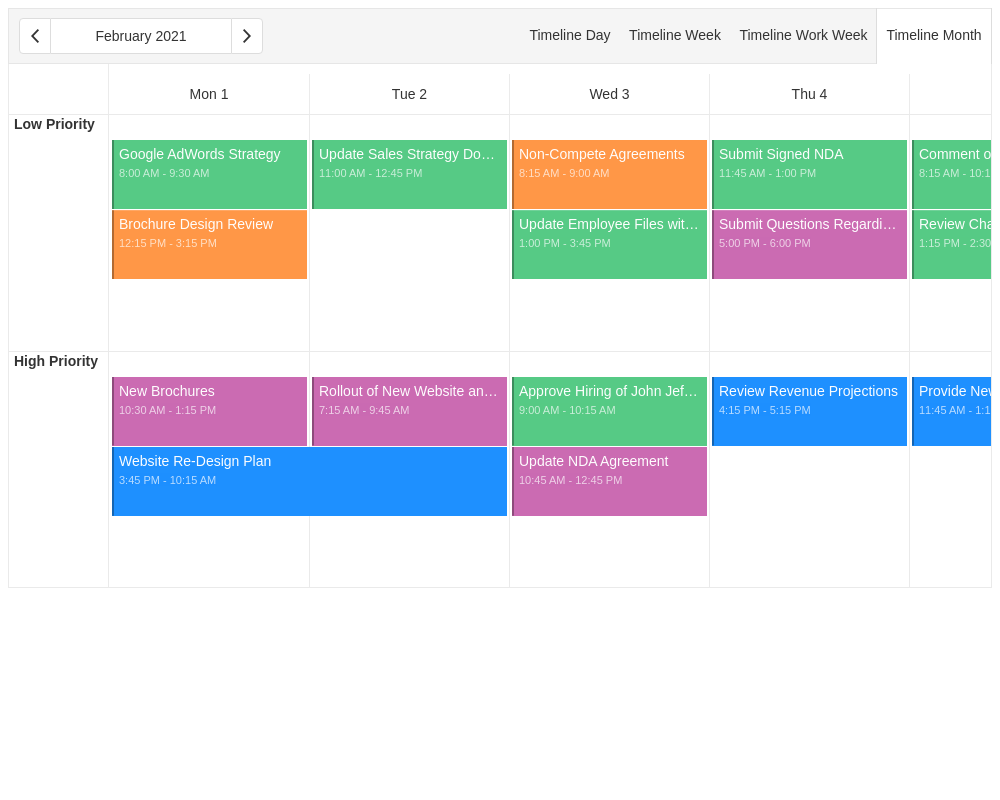 February 2021
Timeline Day
Timeline Week
Timeline Work Week
Timeline Month
Mon 1
Tue 2
Wed 3
Thu 4
Low Priority
Google AdWords Strategy
8:00 AM - 9:30 AM
Update Sales Strategy Do…
11:00 AM - 12:45 PM
Non-Compete Agreements
8:15 AM - 9:00 AM
Submit Signed NDA
11:45 AM - 1:00 PM
Comment o
8:15 AM - 10:1
Brochure Design Review
12:15 PM - 3:15 PM
Update Employee Files wit…
1:00 PM - 3:45 PM
Submit Questions Regardi…
5:00 PM - 6:00 PM
Review Cha
1:15 PM - 2:30
High Priority
New Brochures
10:30 AM - 1:15 PM
Rollout of New Website an…
7:15 AM - 9:45 AM
Approve Hiring of John Jef…
9:00 AM - 10:15 AM
Review Revenue Projections
4:15 PM - 5:15 PM
Provide New
11:45 AM - 1:1
Website Re-Design Plan
3:45 PM - 10:15 AM
Update NDA Agreement
10:45 AM - 12:45 PM